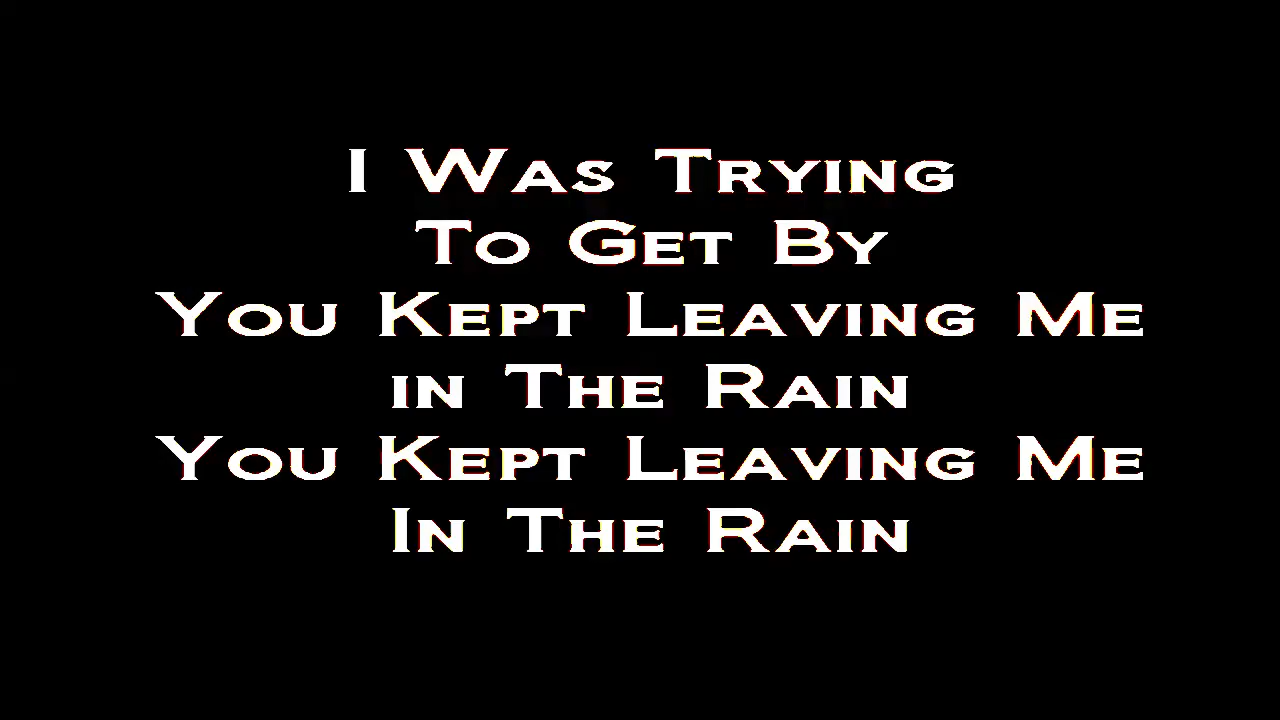 I Was Trying
To Get By
You Kept Leaving Me
in The Rain
You Kept Leaving Me
In The Rain